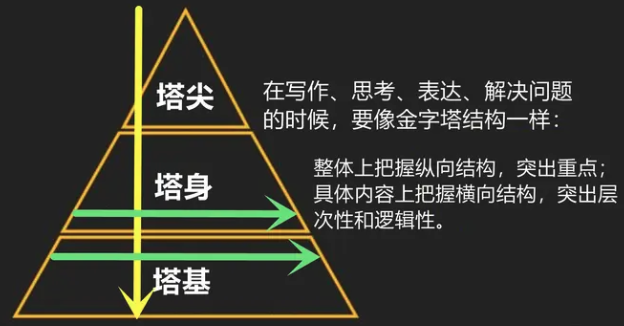 塔尖
在写作、思考、表达、解决问题
的时候，要像金字塔结构一样：
整体上把握纵向结构，突出重点；
塔身
具体内容上把握横向结构，突出层
次性和逻辑性。
塔基